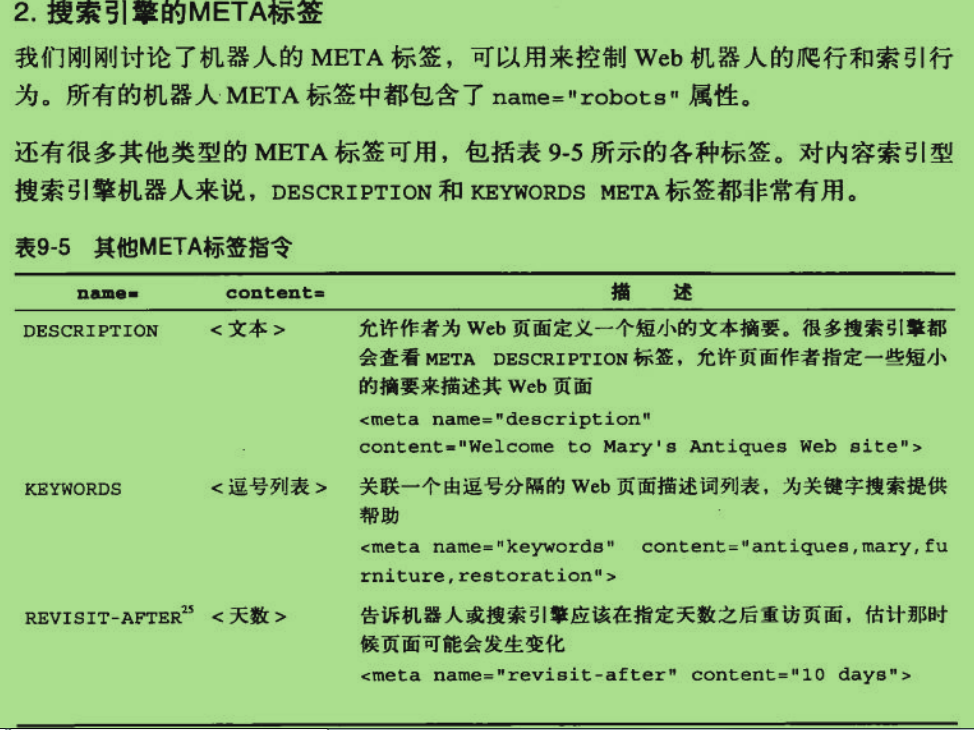 2. 搜索引擎的META标签
我们刚刚讨论了机器人的 META 标签，可以用来控制 Web 机器人的爬行和索引行
为。所有的机器人 META 标签中都包含了 name="robots" 属性。
还有很多其他类型的 META 标签可用，包括表 9-5 所示的各种标签。对内容索引型
搜索引擎机器人来说，DESCRIPTION 和 KEYWORDS META 标签都非常有用。
表9-5 其他META标签指令
name= content= 描 述
DESCRIPTION < 文本 > 允许作者为 Web 页面定义一个短小的文本摘要。很多搜索引擎都
会查看 META DESCRIPTION 标签，允许页面作者指定一些短小
的摘要来描述其 Web 页面
<meta name="description"
content="Welcome to Mary's Antiques Web site">
KEYWORDS < 逗号列表 > 关联一个由逗号分隔的 Web 页面描述词列表，为关键字搜索提供
帮助
<meta name="keywords" content="antiques,mary,fu
rniture,restoration">
REVISIT-AFTER25 < 天数 > 告诉机器人或搜索引擎应该在指定天数之后重访页面，估计那时
候页面可能会发生变化
<meta name="revisit-after" content="10 days">